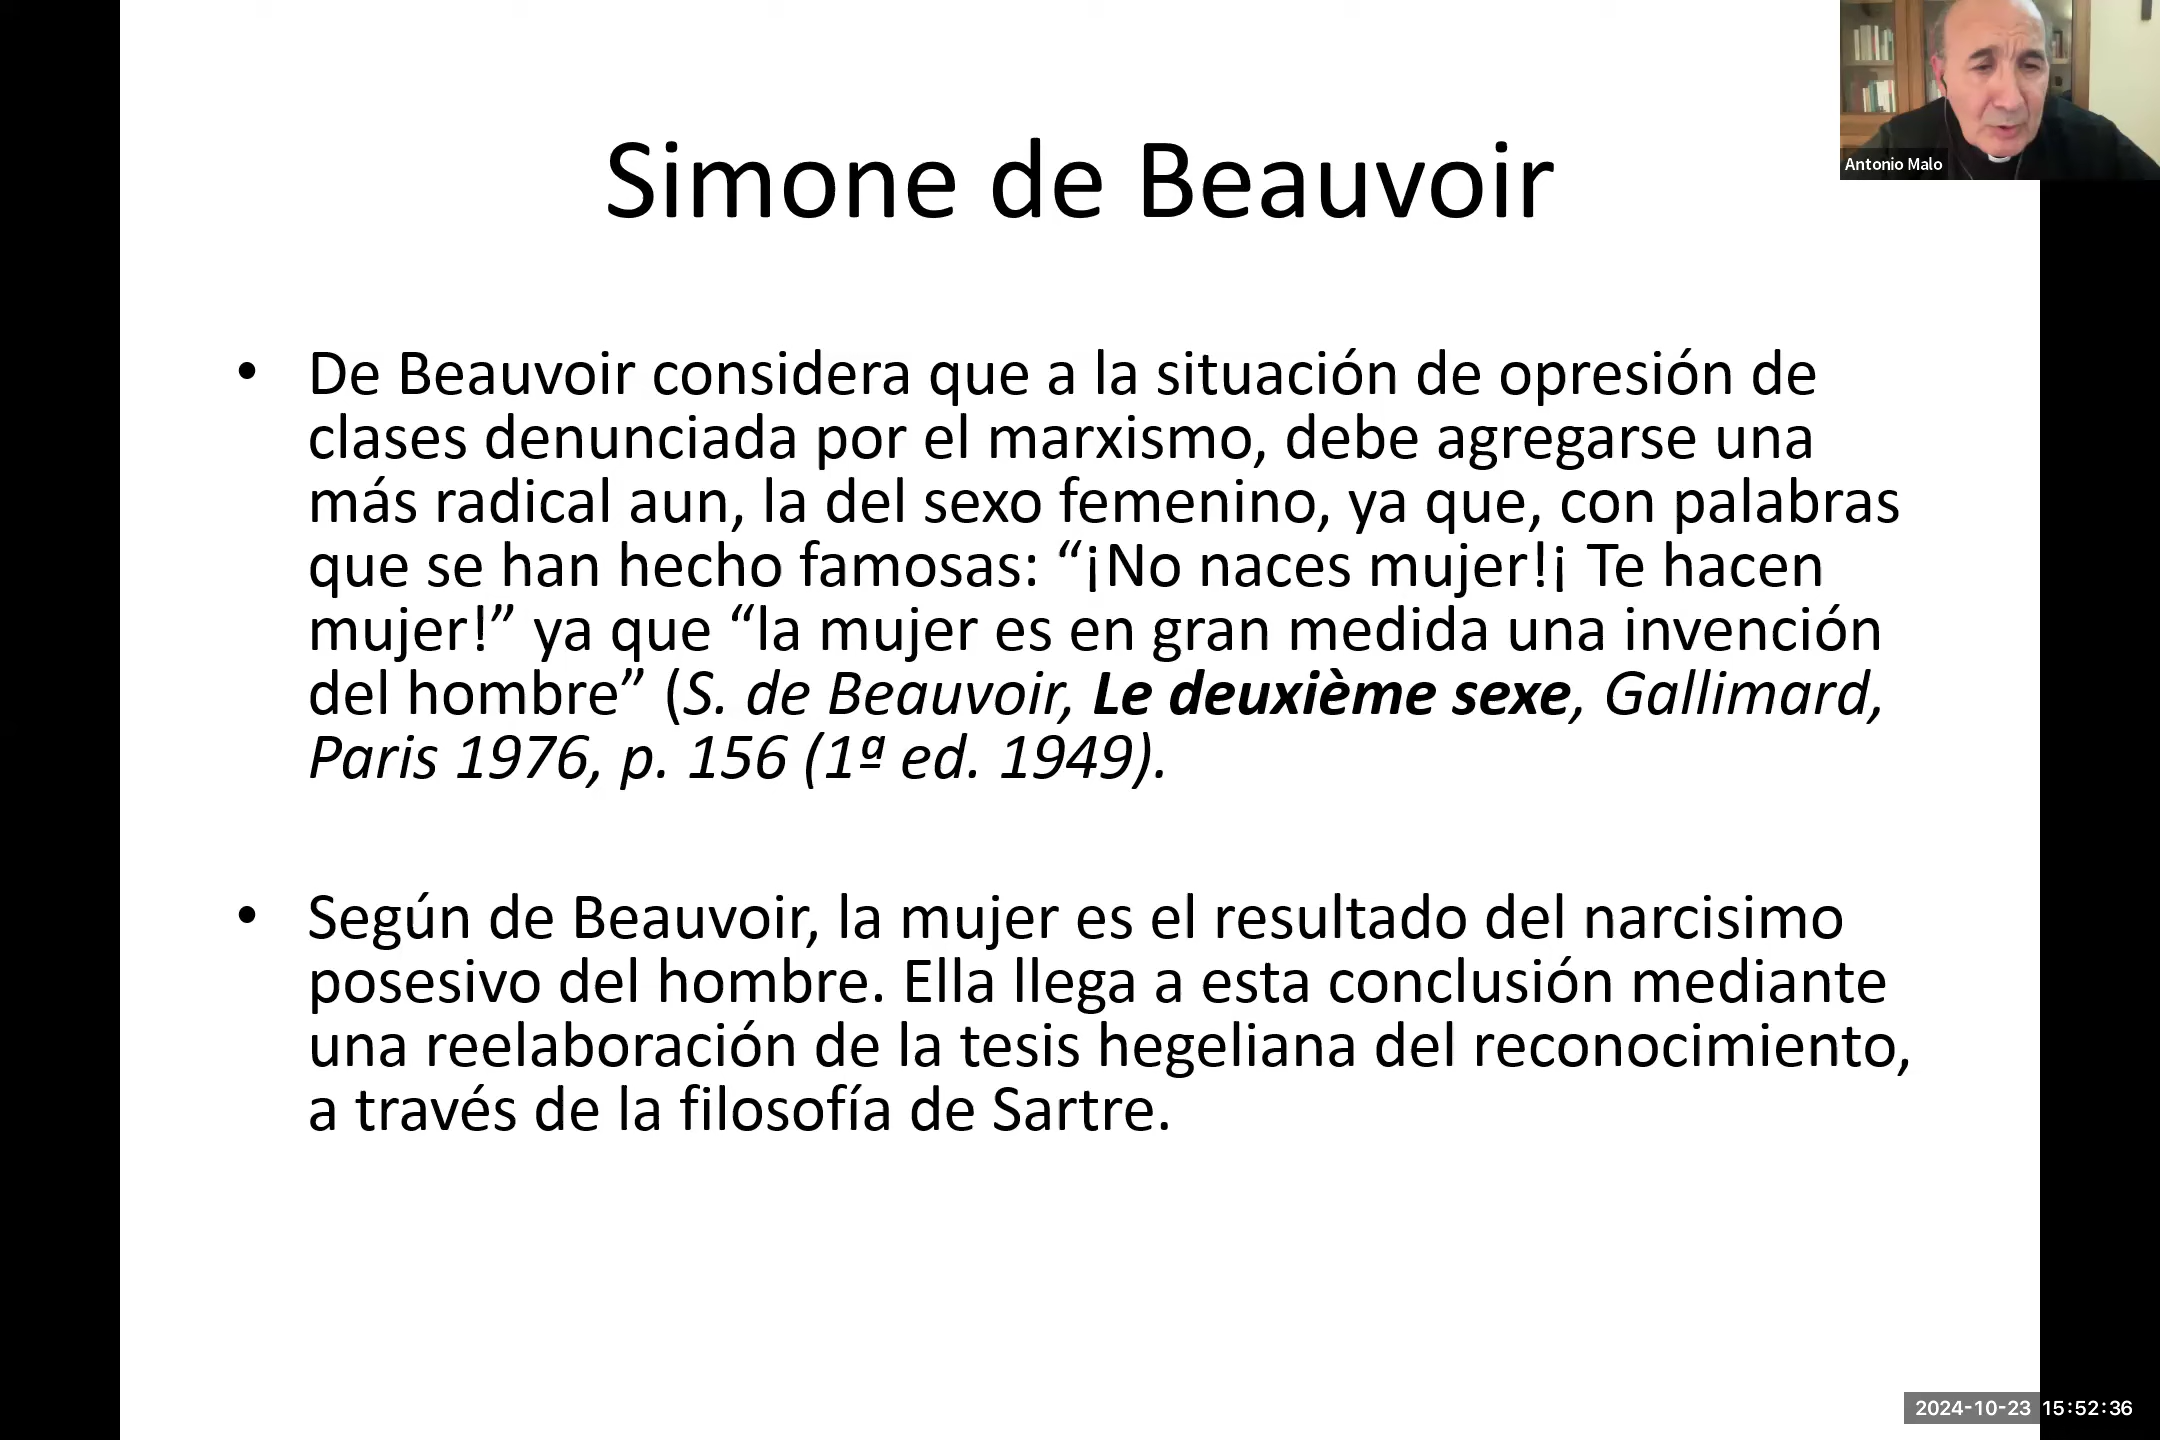 Antonio Malo
Simone de Beauvoir
• De Beauvoir considera que a la situación de opresión de
clases denunciada por el marxismo, debe agregarse una
más radical aun, la del sexo femenino, ya que, con palabras
que se han hecho famosas: “¡No naces mujer!¡ Te hacen
mujer!” ya que “la mujer es en gran medida una invención
del hombre” (S. de Beauvoir, Le deuxième sexe, Gallimard,
Paris 1976, p. 156 (1ª ed. 1949).
• Según de Beauvoir, la mujer es el resultado del narcisimo
posesivo del hombre. Ella llega a esta conclusión mediante
una reelaboración de la tesis hegeliana del reconocimiento,
a través de la filosofía de Sartre.
2024-10-23 15:52:36